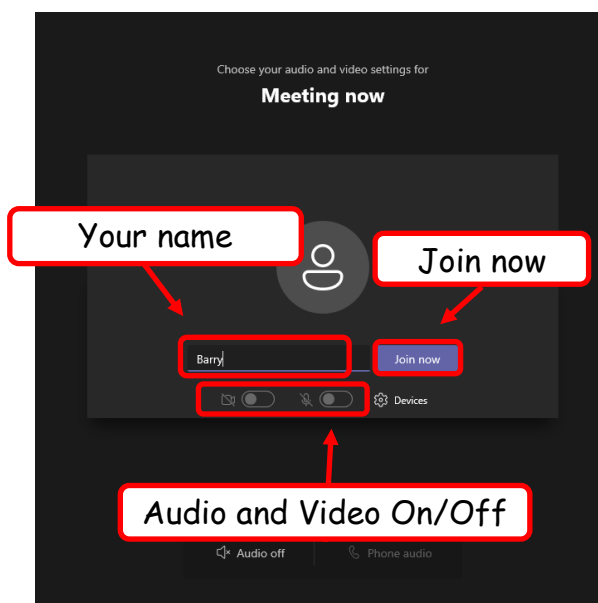 Choose your audio and video settings for
Meeting now
Your name
Join now
Barry
Join now
Devices
Audio and Video On/Off
Audio off
Phone audio